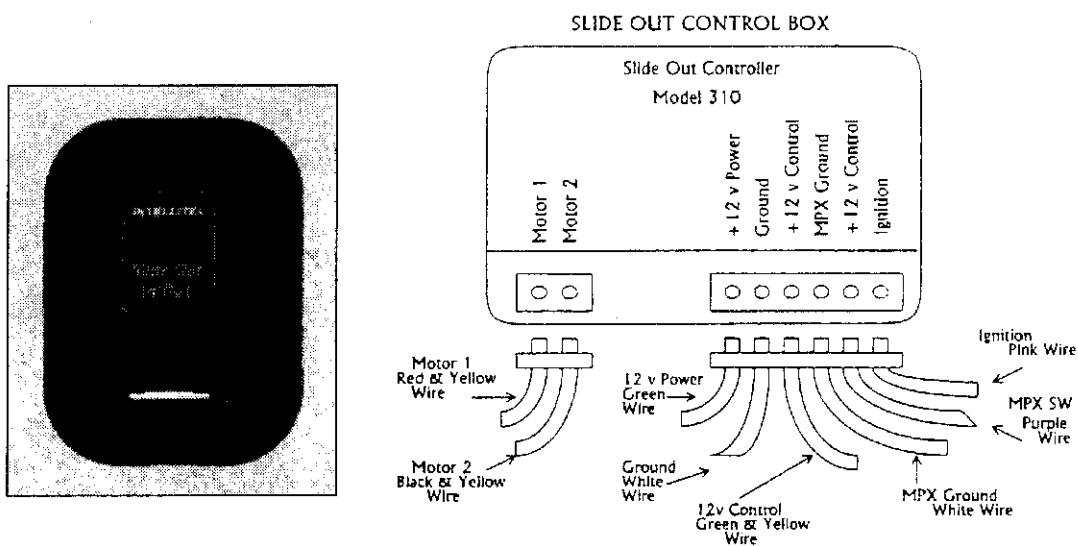 SLIDE OUT CONTROL BOX
Slide Out Controller
Model 310
Motor 1
Motor 2
+ 12 v Power
Ground
+ 12 v Control
MPX Ground
+ 12 v Control
Ignition
Motor 1
Red & Yellow
Wire
Motor 2
Black & Yellow
Wire
12 v Power
Green
Wire
Ground
White
Wire
12v Control
Green & Yellow
Wire
Ignition
Pink Wire
MPX SW
Purple
Wire
MPX Ground
White Wire